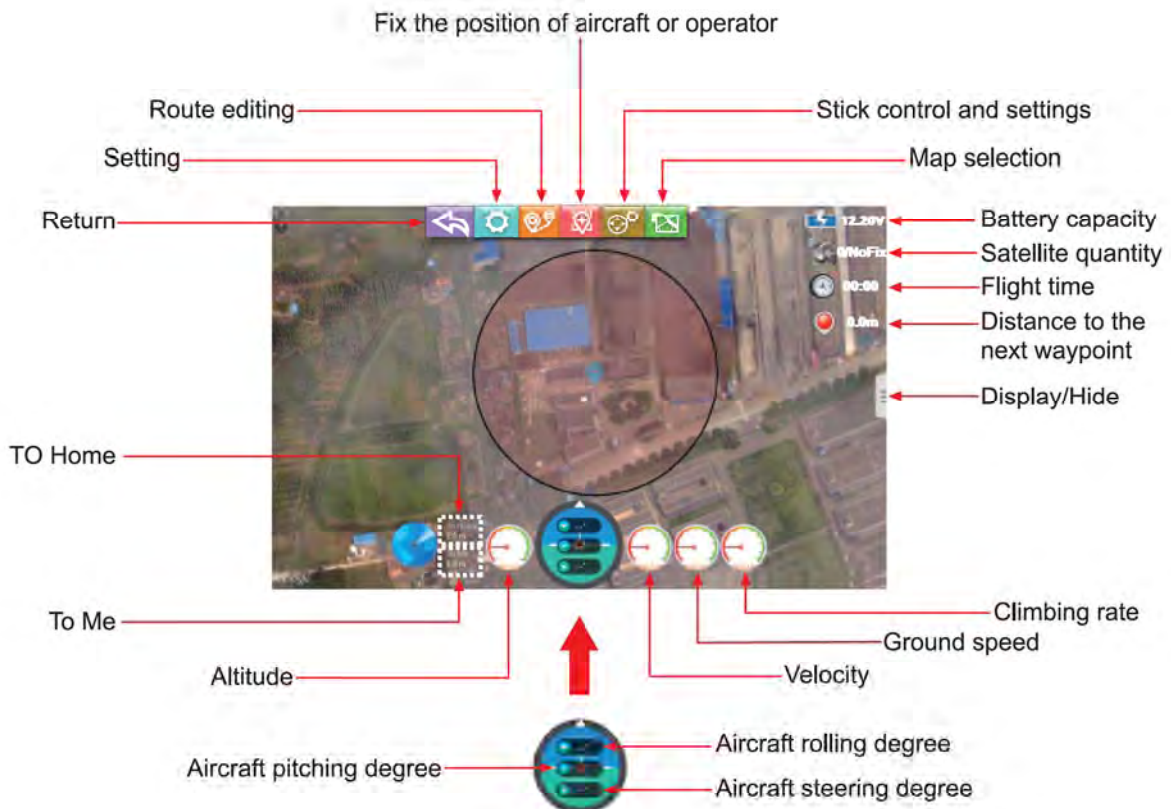 Fix the position of aircraft or operator
Route editing
Stick control and settings
Setting
Map selection
Return
12.20V
Battery capacity
0/NoFix
Satellite quantity
00:00
Flight time
0.0m
Distance to the
next waypoint
Display/Hide
TO Home
To Me
Climbing rate
Ground speed
Altitude
Velocity
Aircraft rolling degree
Aircraft pitching degree
Aircraft steering degree